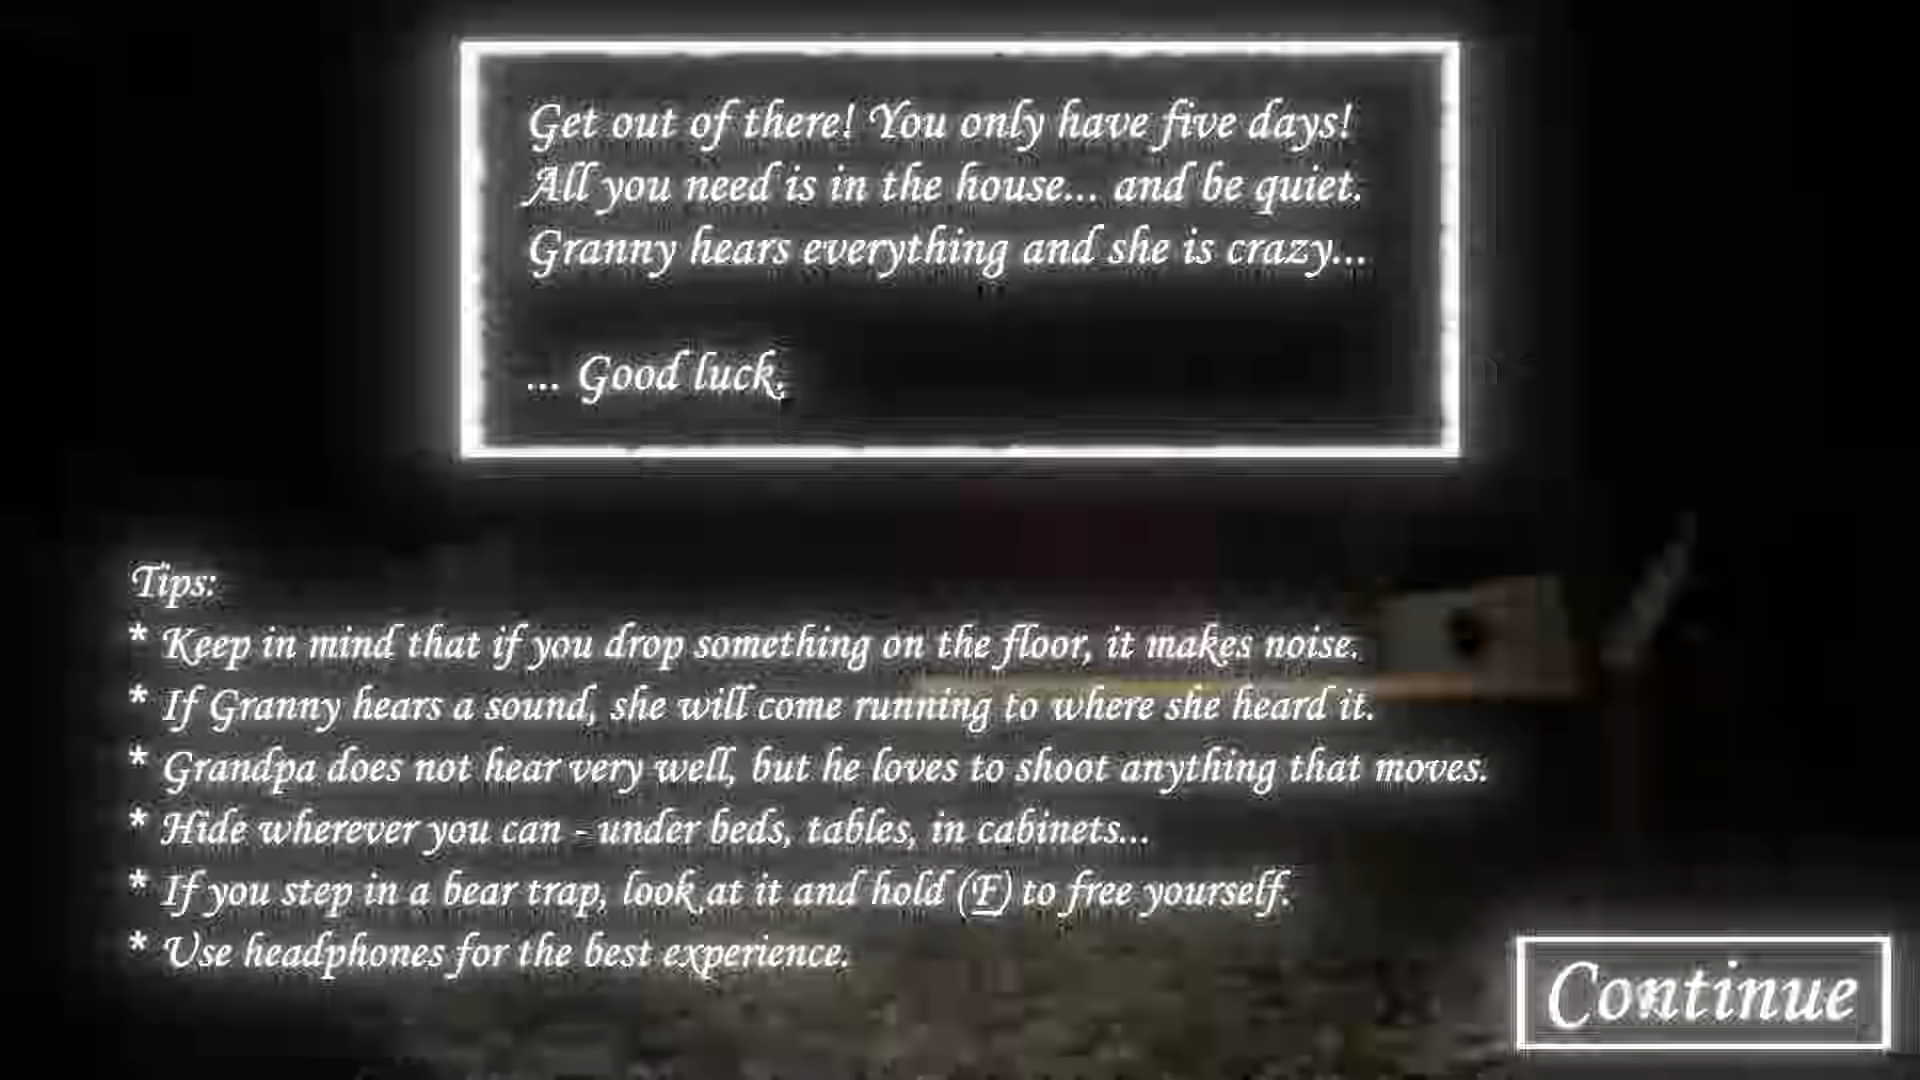 Get out of there! You only have five days!
All you need is in the house... and be quiet.
Granny hears everything and she is crazy...
... Good luck.
Tips:
* Keep in mind that if you drop something on the floor, it makes noise.
* If Granny hears a sound, she will come running to where she heard it.
* Grandpa does not hear very well, but he loves to shoot anything that moves.
* Hide wherever you can - under beds, tables, in cabinets...
* If you step in a bear trap, look at it and hold (F) to free yourself.
* Use headphones for the best experience.
Continue